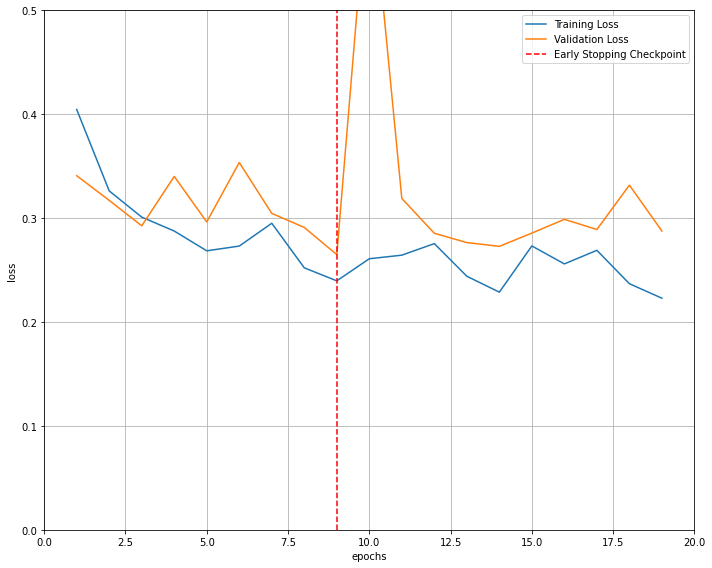 0.5
0.4
0.3
0.2
0.1
0.0
loss
0.0 2.5 5.0 7.5 10.0 12.5 15.0 17.5 20.0
epochs
Training Loss
Validation Loss
Early Stopping Checkpoint